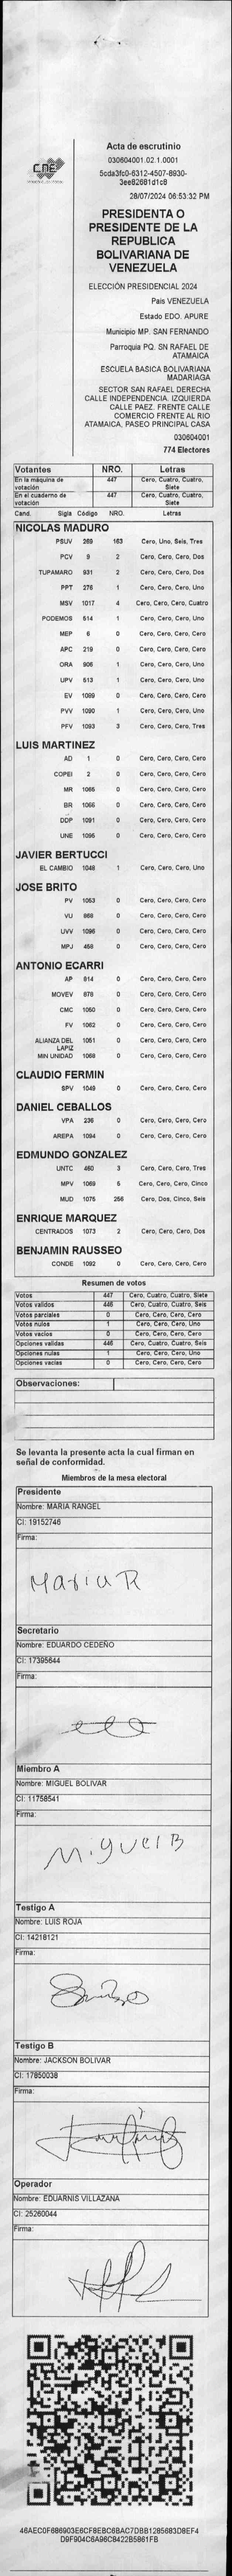 CNE
Acta de escrutinio
030604001.02.1.0001
5cda3fc0-6312-4507-8930-
3ee82681d1c8
28/07/2024 06:53:32 PM
PRESIDENTA O
PRESIDENTE DE LA
REPUBLICA
BOLIVARIANA DE
VENEZUELA
ELECCIÓN PRESIDENCIAL 2024
País VENEZUELA
Estado EDO. APURE
Municipio MP. SAN FERNANDO
Parroquia PQ. SN RAFAEL DE
ATAMAICA
ESCUELA BASICA BOLIVARIANA
MADARIAGA
SECTOR SAN RAFAEL DERECHA
CALLE INDEPENDENCIA. IZQUIERDA
CALLE PAEZ. FRENTE CALLE
COMERCIO FRENTE AL RIO
ATAMAICA. PASEO PRINCIPAL CASA
030604001
774 Electores
Votantes NRO. Letras
En la máquina de votación 447 Cero, Cuatro, Cuatro, Siete
En el cuaderno de votación 447 Cero, Cuatro, Cuatro, Siete
Cand. Sigla Código NRO. Letras
NICOLAS MADURO
PSUV 269 163 Cero, Uno, Seis, Tres
PCV 9 2 Cero, Cero, Cero, Dos
TUPAMARO 931 2 Cero, Cero, Cero, Dos
PPT 276 1 Cero, Cero, Cero, Uno
MSV 1017 4 Cero, Cero, Cero, Cuatro
PODEMOS 514 1 Cero, Cero, Cero, Uno
MEP 6 0 Cero, Cero, Cero, Cero
APC 219 0 Cero, Cero, Cero, Cero
ORA 906 1 Cero, Cero, Cero, Uno
UPV 513 1 Cero, Cero, Cero, Uno
EV 1099 0 Cero, Cero, Cero, Cero
PVV 1090 1 Cero, Cero, Cero, Uno
PFV 1093 3 Cero, Cero, Cero, Tres
LUIS MARTINEZ
AD 1 0 Cero, Cero, Cero, Cero
COPEI 2 0 Cero, Cero, Cero, Cero
MR 1065 0 Cero, Cero, Cero, Cero
BR 1066 0 Cero, Cero, Cero, Cero
DDP 1091 0 Cero, Cero, Cero, Cero
UNE 1095 0 Cero, Cero, Cero, Cero
JAVIER BERTUCCI
EL CAMBIO 1048 1 Cero, Cero, Cero, Uno
JOSE BRITO
PV 1053 0 Cero, Cero, Cero, Cero
VU 868 0 Cero, Cero, Cero, Cero
UVV 1096 0 Cero, Cero, Cero, Cero
MPJ 458 0 Cero, Cero, Cero, Cero
ANTONIO ECARRI
AP 814 0 Cero, Cero, Cero, Cero
MOVEV 878 0 Cero, Cero, Cero, Cero
CMC 1050 0 Cero, Cero, Cero, Cero
FV 1062 0 Cero, Cero, Cero, Cero
ALIANZA DEL LAPIZ 1051 0 Cero, Cero, Cero, Cero
MIN UNIDAD 1068 0 Cero, Cero, Cero, Cero
CLAUDIO FERMIN
SPV 1049 0 Cero, Cero, Cero, Cero
DANIEL CEBALLOS
VPA 236 0 Cero, Cero, Cero, Cero
AREPA 1094 0 Cero, Cero, Cero, Cero
EDMUNDO GONZALEZ
UNTC 460 3 Cero, Cero, Cero, Tres
MPV 1069 5 Cero, Cero, Cero, Cinco
MUD 1075 256 Cero, Dos, Cinco, Seis
ENRIQUE MARQUEZ
CENTRADOS 1073 2 Cero, Cero, Cero, Dos
BENJAMIN RAUSSEO
CONDE 1092 0 Cero, Cero, Cero, Cero
Resumen de votos
Votos 447 Cero, Cuatro, Cuatro, Siete
Votos validos 446 Cero, Cuatro, Cuatro, Seis
Votos parciales 0 Cero, Cero, Cero, Cero
Votos nulos 1 Cero, Cero, Cero, Uno
Votos vacíos 0 Cero, Cero, Cero, Cero
Opciones validas 446 Cero, Cuatro, Cuatro, Seis
Opciones nulas 1 Cero, Cero, Cero, Uno
Opciones vacías 0 Cero, Cero, Cero, Cero
Observaciones:
Se levanta la presente acta la cual firman en
señal de conformidad.
Miembros de la mesa electoral
Presidente
Nombre: MARIA RANGEL
CI: 19152746
Firma:
Maria R
Secretario
Nombre: EDUARDO CEDEÑO
CI: 17395644
Firma:
Miembro A
Nombre: MIGUEL BOLIVAR
CI: 11758541
Firma:
Miguel B
Testigo A
Nombre: LUIS ROJA
CI: 14218121
Firma:
Testigo B
Nombre: JACKSON BOLIVAR
CI: 17850038
Firma:
Operador
Nombre: EDUARNIS VILLAZANA
CI: 25260044
Firma:
46AEC0F686903E6CF8EBC6BAC7DBB1285683D8EF4
D9F904C6A96C8422B5861FB